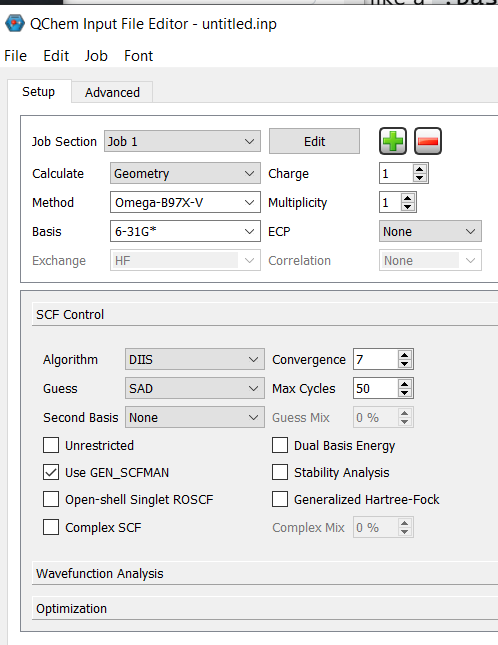 QChem Input File Editor - untitled.inp
File Edit Job Font
Setup Advanced
Job Section Job 1 Edit
Calculate Geometry Charge 1
Method Omega-B97X-V Multiplicity 1
Basis 6-31G* ECP None
Exchange HF Correlation None
SCF Control
Algorithm DIIS Convergence 7
Guess SAD Max Cycles 50
Second Basis None Guess Mix 0 %
Unrestricted Dual Basis Energy
Use GEN_SCFMAN Stability Analysis
Open-shell Singlet ROSCF Generalized Hartree-Fock
Complex SCF Complex Mix 0 %
Wavefunction Analysis
Optimization